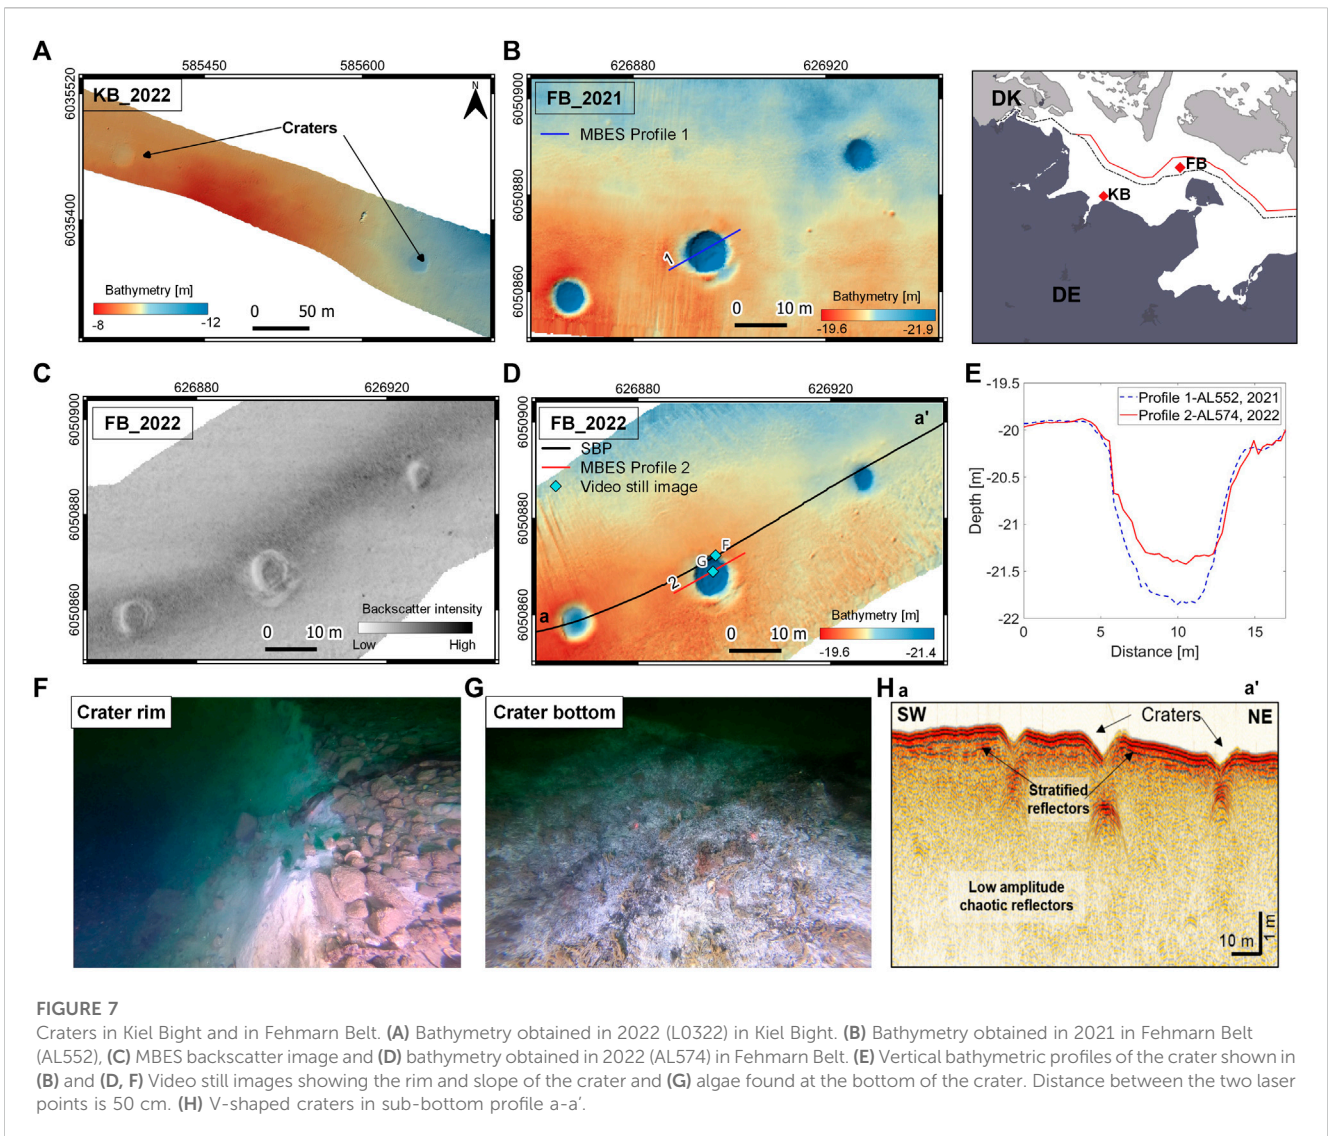 A
585450
585600
6035520
6035400
KB_2022
N
Craters
Bathymetry [m]
-8
-12
0
50 m
B
626880
626920
6050900
6050880
6050860
FB_2021
MBES Profile 1
1
0
10 m
Bathymetry [m]
-19.6
-21.9
DK
FB
KB
DE
C
626880
626920
6050900
6050880
6050860
FB_2022
Backscatter intensity
Low
High
0
10 m
D
626880
626920
6050900
6050880
6050860
FB_2022
a'
SBP
MBES Profile 2
Video still image
F
G
2
a
0
10 m
Bathymetry [m]
-19.6
-21.4
E
-19.5
-20
-20.5
-21
-21.5
-22
Depth [m]
Profile 1-AL552, 2021
Profile 2-AL574, 2022
0
5
10
15
Distance [m]
F
Crater rim
G
Crater bottom
H
a
a'
SW
NE
Craters
Stratified
reflectors
Low amplitude
chaotic reflectors
10 m
1 m
FIGURE 7
Craters in Kiel Bight and in Fehmarn Belt. (A) Bathymetry obtained in 2022 (L0322) in Kiel Bight. (B) Bathymetry obtained in 2021 in Fehmarn Belt
(AL552), (C) MBES backscatter image and (D) bathymetry obtained in 2022 (AL574) in Fehmarn Belt. (E) Vertical bathymetric profiles of the crater shown in
(B) and (D, F) Video still images showing the rim and slope of the crater and (G) algae found at the bottom of the crater. Distance between the two laser
points is 50 cm. (H) V-shaped craters in sub-bottom profile a-a'.